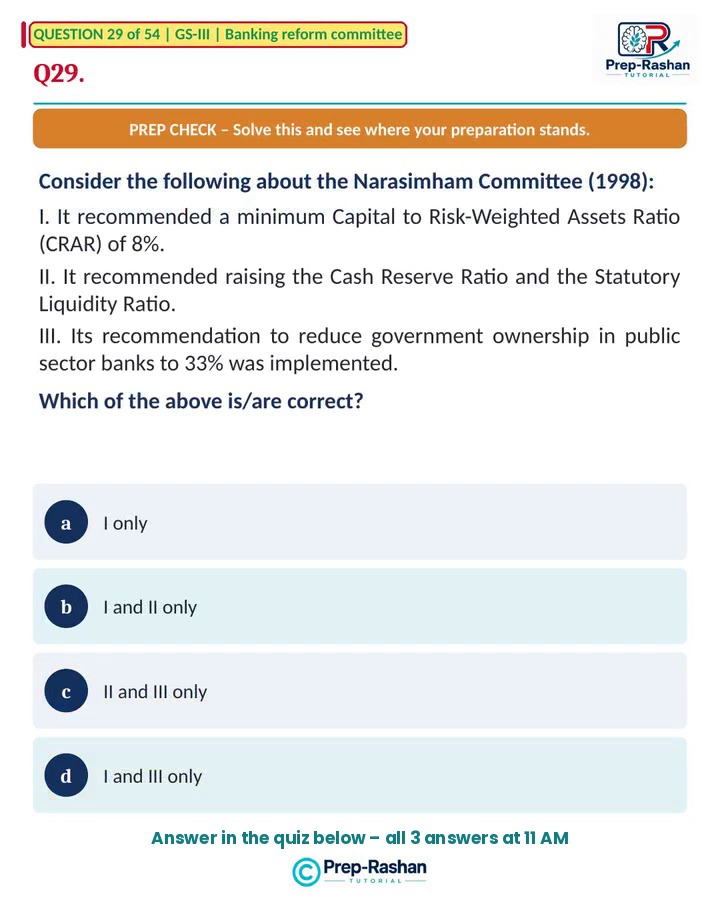 QUESTION 29 of 54 | GS-III | Banking reform committee
Q29.
R
Prep-Rashan
TUTORIAL
PREP CHECK – Solve this and see where your preparation stands.
Consider the following about the Narasimham Committee (1998):
I. It recommended a minimum Capital to Risk-Weighted Assets Ratio
(CRAR) of 8%.
II. It recommended raising the Cash Reserve Ratio and the Statutory
Liquidity Ratio.
III. Its recommendation to reduce government ownership in public
sector banks to 33% was implemented.
Which of the above is/are correct?
a I only
b I and II only
c II and III only
d I and III only
Answer in the quiz below – all 3 answers at 11 AM
© Prep-Rashan
TUTORIAL